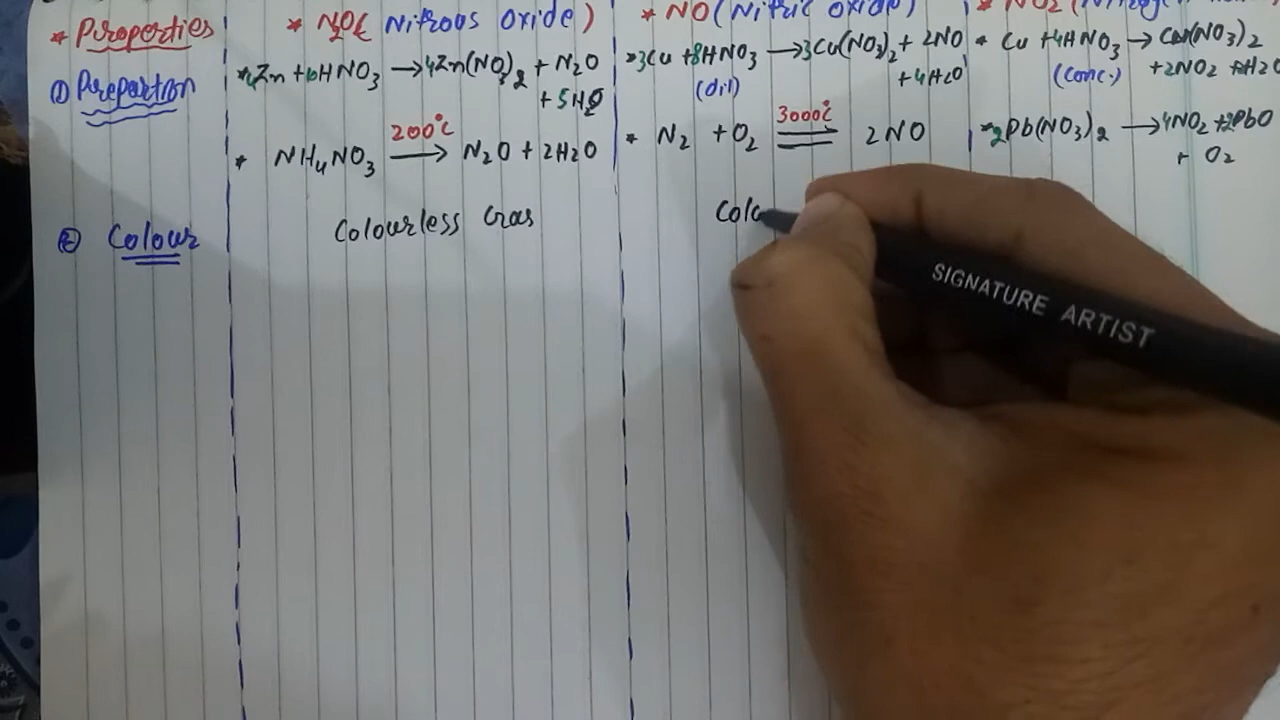 * Properties
* N2O( Nitroos Oxide)
* NO(Nitric Oxide)
* NO2(
① Prepartion
*4Zn +10HNO3 → 4Zn(NO3)2 + N2O
+ 5H2O
* NH4NO3 200°C → N2O + 2H2O
*3Cu +8HNO3 → 3Cu(NO3)2 + 2NO
(dil)
+4H2O
* N2 + O2 3000°C ⇌ 2NO
* Cu +4HNO3 → Cu(NO3)2
(Conc.)
+2NO2 +2H2O
*2Pb(NO3)2 → 4NO2 +2PbO
+ O2
② Colour
Colourless Gas
Colo
SIGNATURE ARTIST